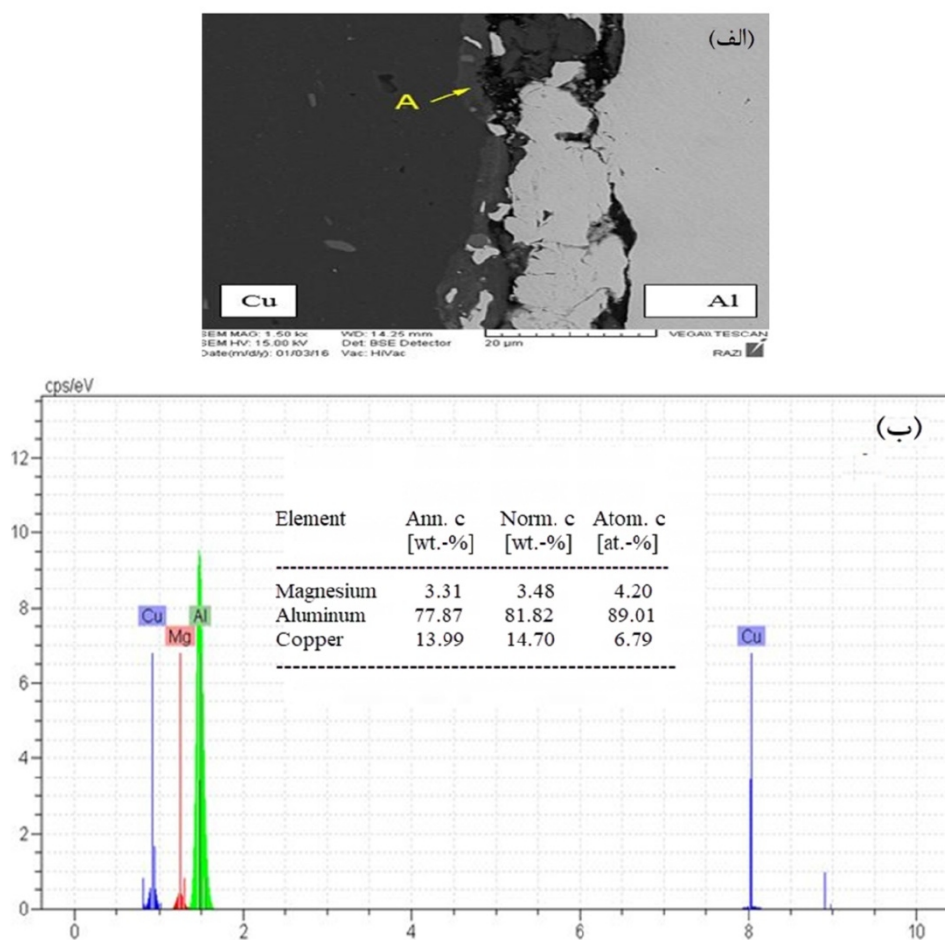 (الف)
A
Cu
Al
SEM MAG: 1.50 kx WD: 14.25 mm VEGA\\ TESCAN
SEM HV: 15.00 kV Det: BSE Detector 20 µm
Date(m/d/y): 01/03/16 Vac: HiVac RAZI
cps/eV
(ب)
12
10
8
6
4
2
0
Element Ann. c Norm. c Atom. c
[wt.-%] [wt.-%] [at.-%]
Magnesium 3.31 3.48 4.20
Aluminum 77.87 81.82 89.01
Copper 13.99 14.70 6.79
Cu
Mg
Al
Cu
0 2 4 6 8 10